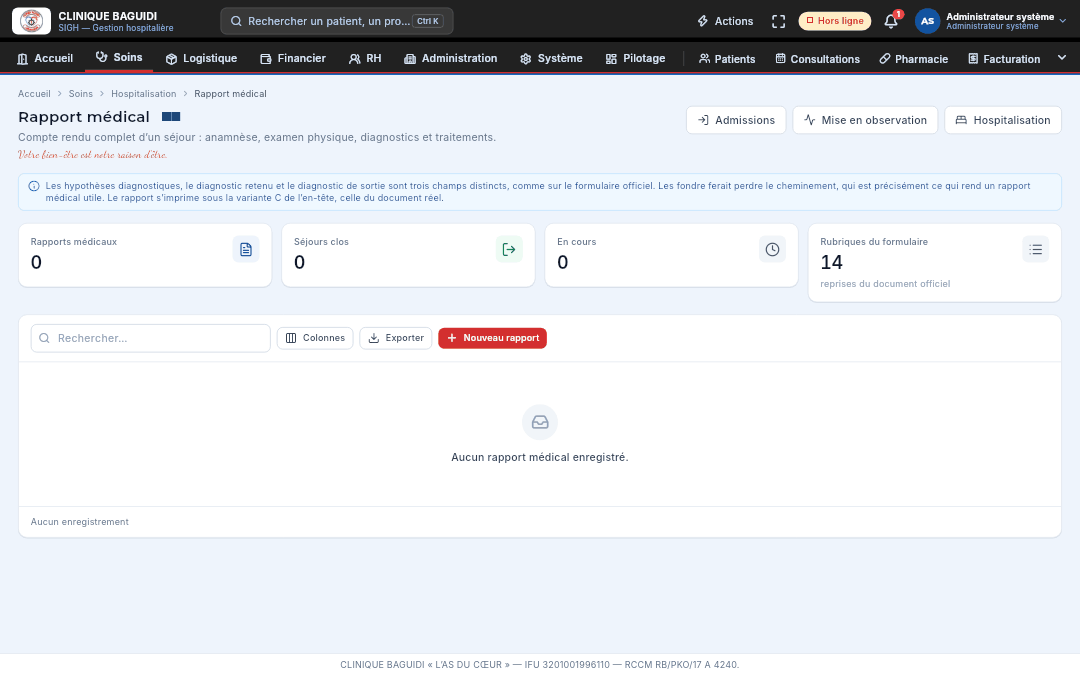 CLINIQUE BAGUIDI
SIGH — Gestion hospitalière
Rechercher un patient, un pro... Ctrl K
Actions
Hors ligne
1
AS
Administrateur système
Administrateur système
Accueil Soins Logistique Financier RH Administration Système Pilotage Patients Consultations Pharmacie Facturation
Accueil > Soins > Hospitalisation > Rapport médical
Rapport médical
Compte rendu complet d'un séjour : anamnèse, examen physique, diagnostics et traitements.
Votre bien-être est notre raison d'être.
Admissions Mise en observation Hospitalisation
Les hypothèses diagnostiques, le diagnostic retenu et le diagnostic de sortie sont trois champs distincts, comme sur le formulaire officiel. Les fondre ferait perdre le cheminement, qui est précisément ce qui rend un rapport
médical utile. Le rapport s'imprime sous la variante C de l'en-tête, celle du document réel.
Rapports médicaux
0
Séjours clos
0
En cours
0
Rubriques du formulaire
14
reprises du document officiel
Rechercher... Colonnes Exporter + Nouveau rapport
Aucun rapport médical enregistré.
Aucun enregistrement
CLINIQUE BAGUIDI « L'AS DU CŒUR » — IFU 3201001996110 — RCCM RB/PKO/17 A 4240.